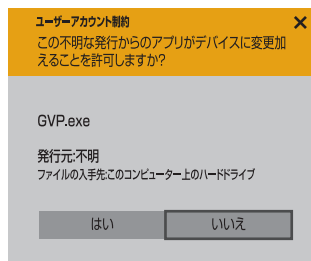 ユーザーアカウント制約
この不明な発行からのアプリがデバイスに変更加
えることを許可しますか?
GVP.exe
発行元:不明
ファイルの入手先:このコンピューター上のハードドライブ
はい
いいえ